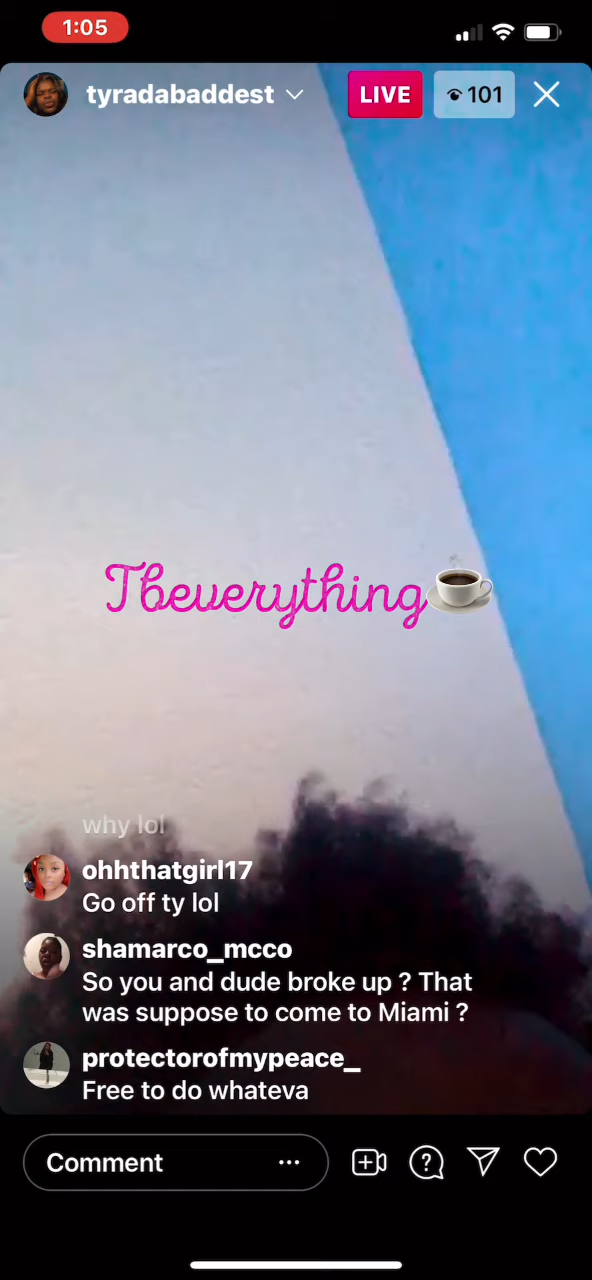 1:05
tyradabaddest
LIVE
101
Tbeverything
why lol
ohhthatgirl17
Go off ty lol
shamarco_mcco
So you and dude broke up ? That
was suppose to come to Miami ?
protectorofmypeace_
Free to do whateva
Comment